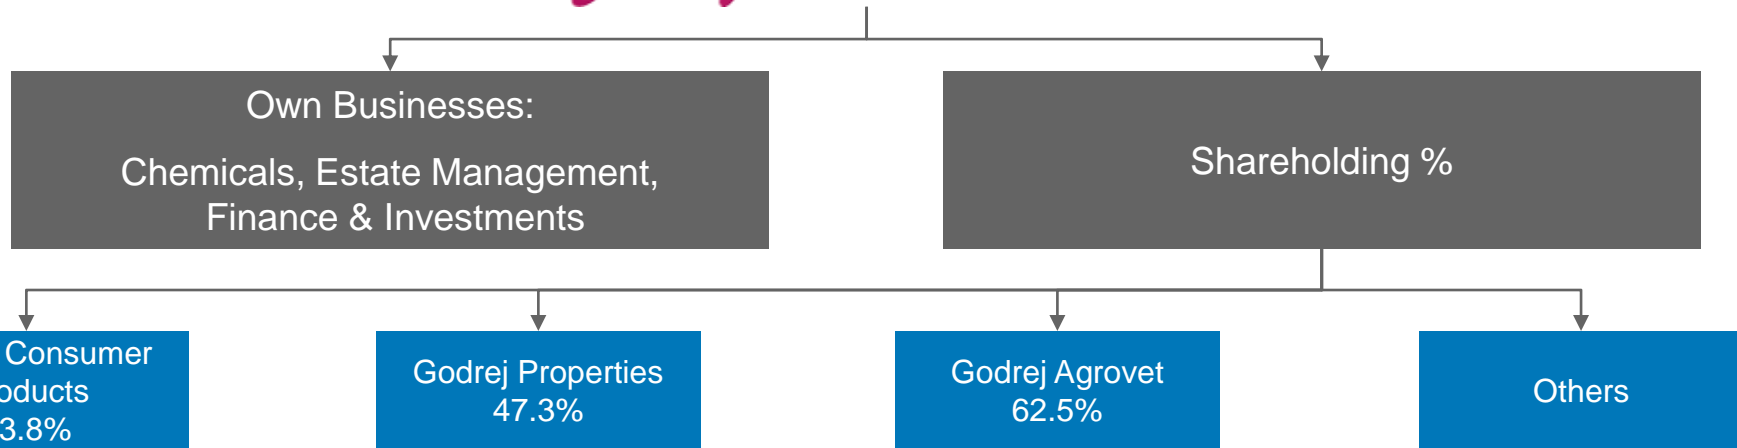 Own Businesses:
Chemicals, Estate Management,
Finance & Investments
Shareholding %
Consumer
Godrej Properties
47.3%
Godrej Agrovet
62.5%
Others